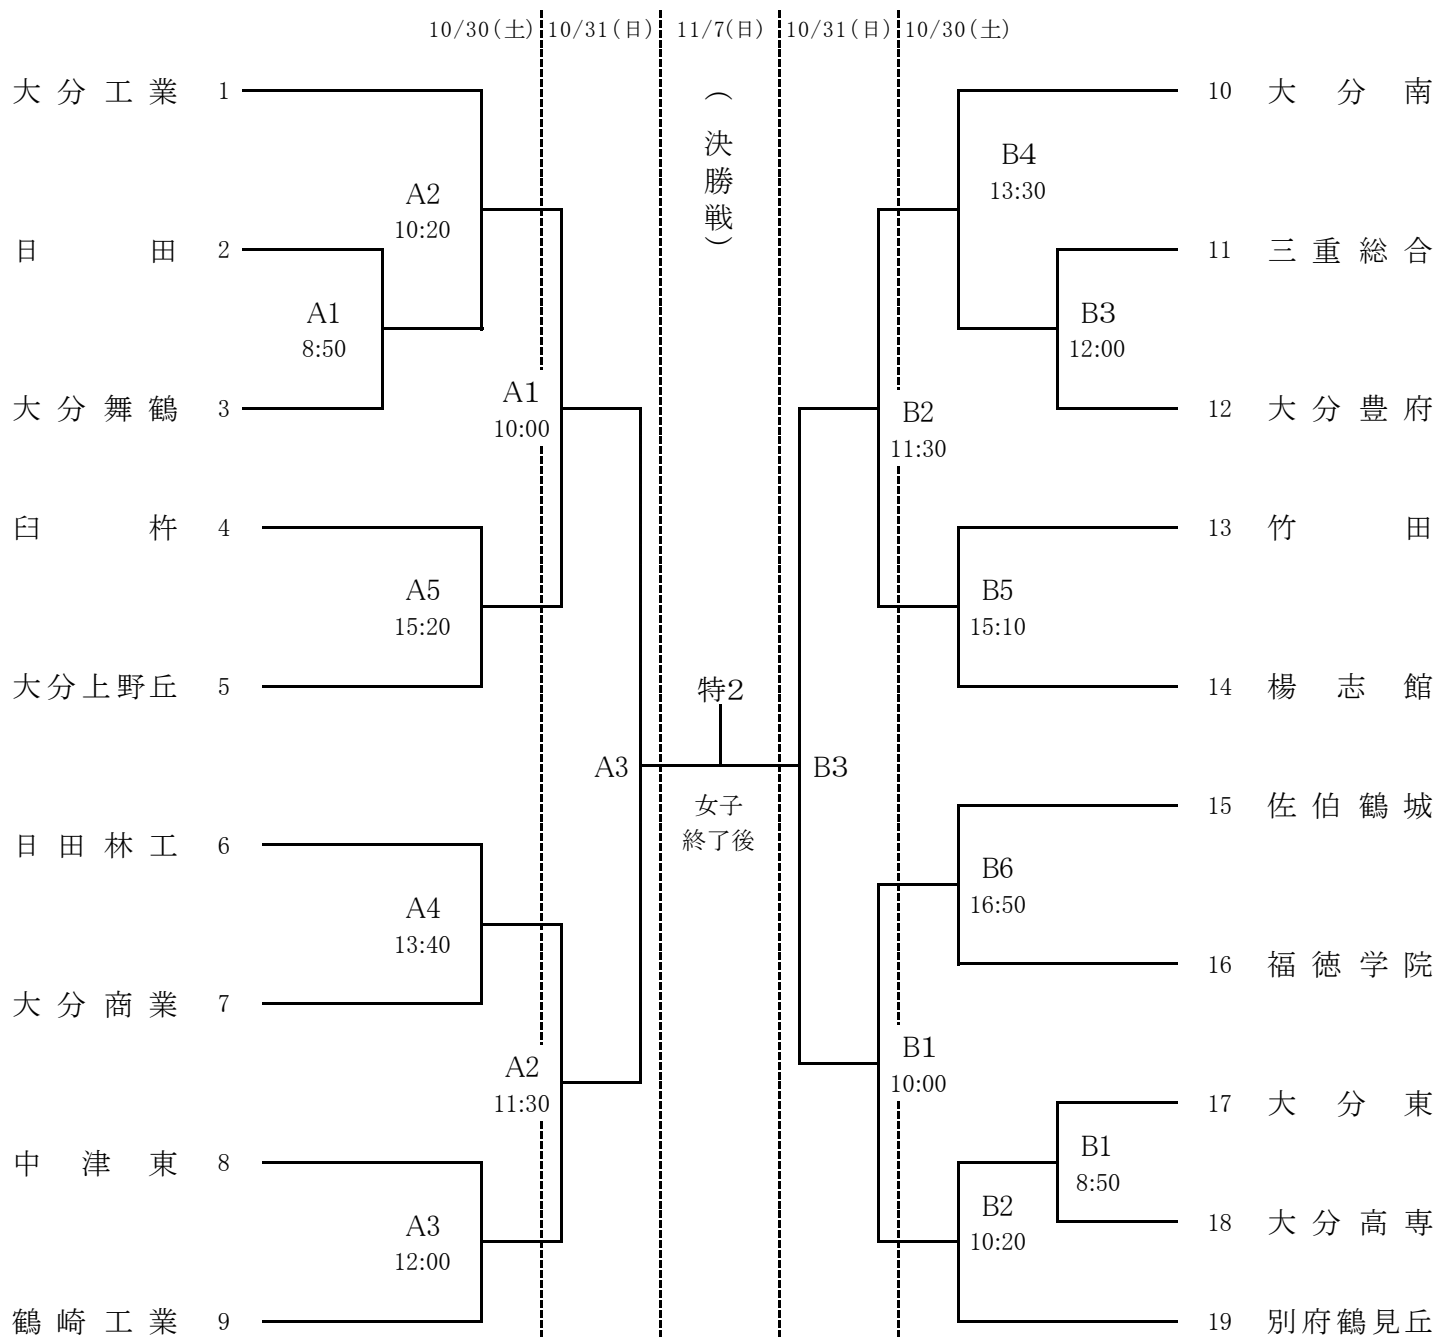 10/30(土) 10/31(日) 11/7(日) 10/31(日) 10/30(土)
(決勝戦)
大分工業 1
A2
10:20
日田 2
A1
8:50
大分舞鶴 3
A1
10:00
臼杵 4
A5
15:20
大分上野丘 5
A3
日田林工 6
A4
13:40
大分商業 7
A2
11:30
中津東 8
A3
12:00
鶴崎工業 9
特2
女子
終了後
10 大分南
B4
13:30
11 三重総合
B3
12:00
12 大分豊府
B2
11:30
13 竹田
B5
15:10
14 楊志館
B3
15 佐伯鶴城
B6
16:50
16 福徳学院
B1
10:00
17 大分東
B1
8:50
18 大分高専
B2
10:20
19 別府鶴見丘